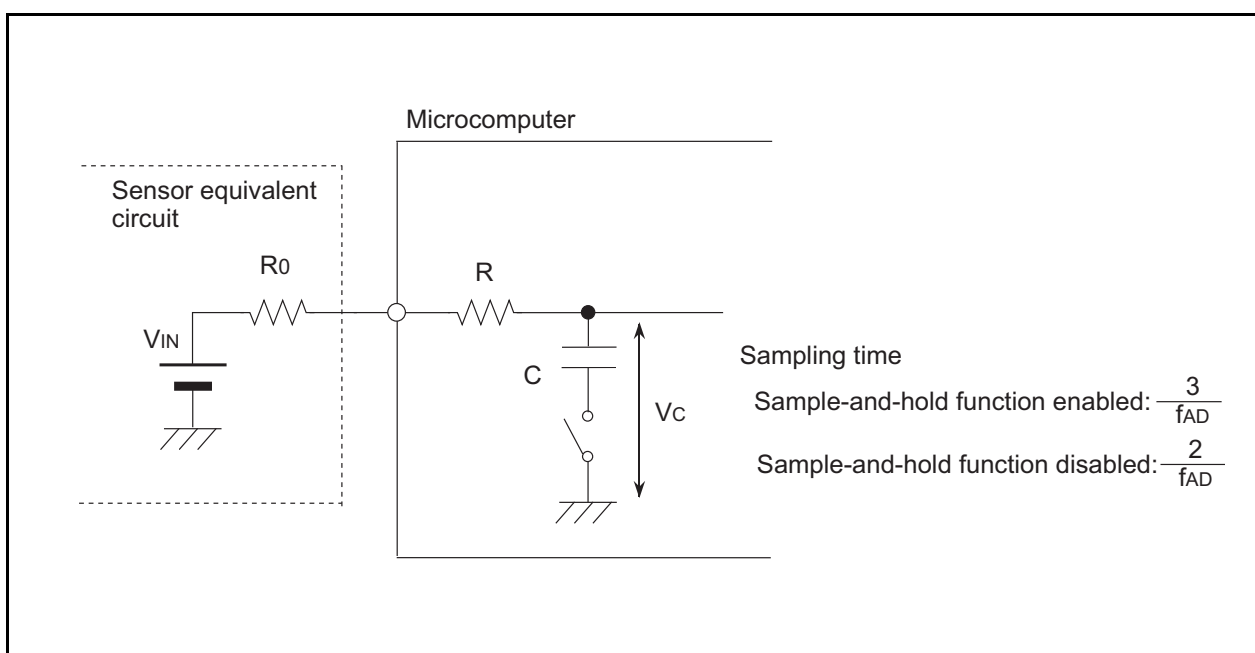 Microcomputer
Sensor equivalent
circuit
R0
R
VIN
C
VC
Sampling time
Sample-and-hold function enabled: 3/fAD
Sample-and-hold function disabled: 2/fAD